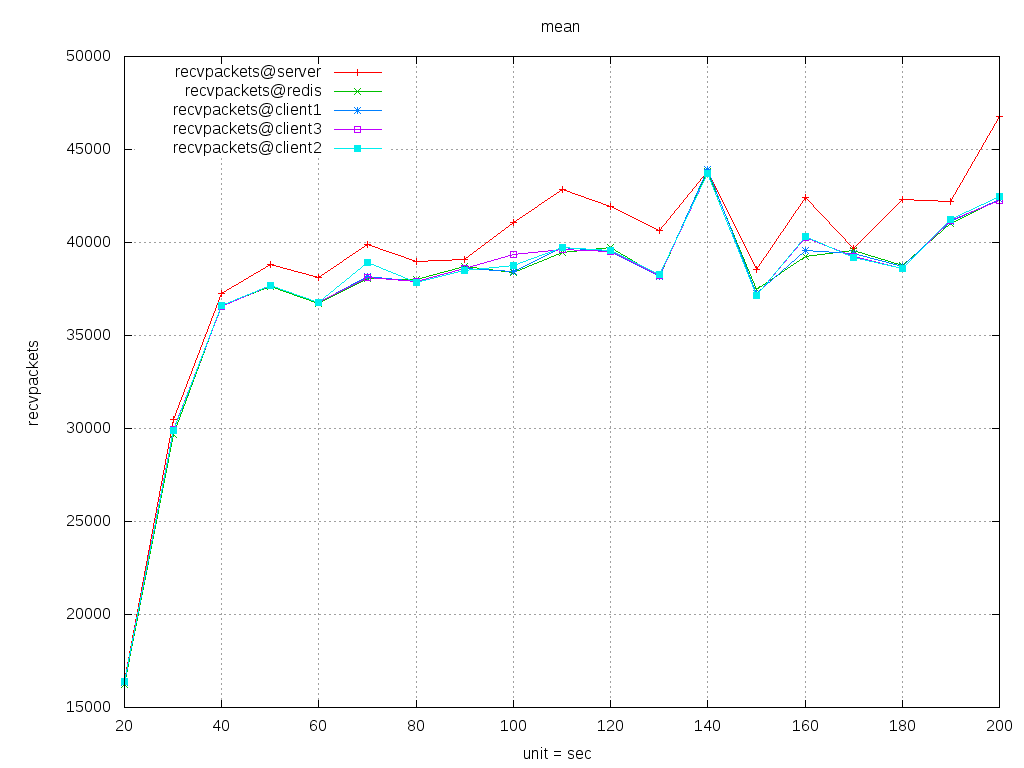 mean
50000
45000
40000
35000
30000
25000
20000
15000
recvpackets
recvpackets@server
recvpackets@redis
recvpackets@client1
recvpackets@client3
recvpackets@client2
20 40 60 80 100 120 140 160 180 200
unit = sec